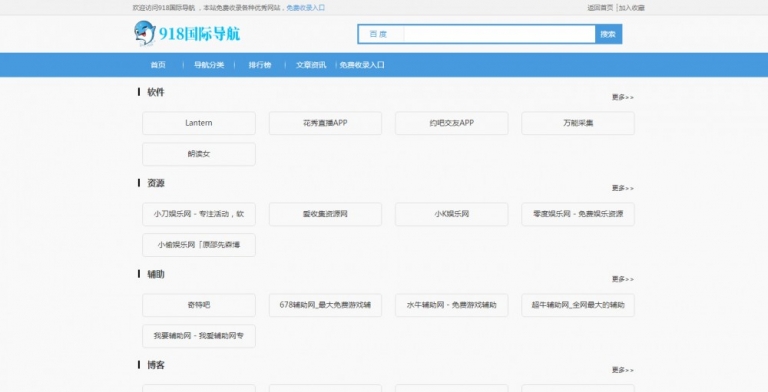 欢迎访问918国际导航 ，本站免费收录各种优秀网站，免费收录入口 返回首页 | 加入收藏
918国际导航 百 度 搜索
首页 | 导航分类 | 排行榜 | 文章资讯 | 免费收录入口
软件 更多>>
Lantern 花秀直播APP 约吧交友APP 万能采集
朗读女
资源 更多>>
小刀娱乐网 - 专注活动，软 爱收集资源网 小K娱乐网 零度娱乐网 - 免费娱乐资源
小偷娱乐网「原邵先森博
辅助 更多>>
奇特吧 678辅助网_最大免费游戏辅 水牛辅助网 - 免费游戏辅助 超牛辅助网_全网最大的辅助
我要辅助网 - 我爱辅助网专
博客 更多>>